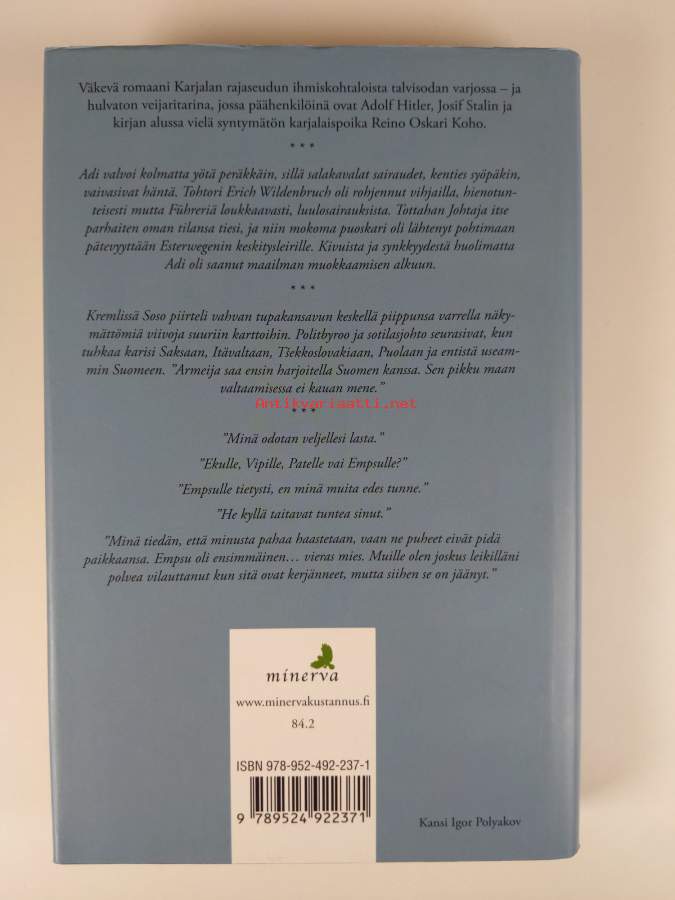 Väkevä romaani Karjalan rajaseudun ihmiskohtaloista talvisodan varjossa – ja
hulvaton veijaritarina, jossa päähenkilöinä ovat Adolf Hitler, Josif Stalin ja
kirjan alussa vielä syntymätön karjalaispoika Reino Oskari Koho.
* * *
Adi valvoi kolmatta yötä peräkkäin, sillä salakavalat sairaudet, kenties syöpäkin,
vaivasivat häntä. Tohtori Erich Wildenbruch oli rohjennut vihjailla, hienotun-
teisesti mutta Führeriä loukkaavasti, luulosairauksista. Tottahan Johtaja itse
parhaiten oman tilansa tiesi, ja niin mokoma puoskari oli lähtenyt pohtimaan
pätevyyttään Esterwegenin keskitysleirille. Kivuista ja synkkyydestä huolimatta
Adi oli saanut maailman muokkaamisen alkuun.
* * *
Kremlissä Soso piirteli vahvan tupakansavun keskellä piippunsa varrella näky-
mättömiä viivoja suuriin karttoihin. Politbyroo ja sotilasjohto seurasivat, kun
tuhkaa karisi Saksaan, Itävaltaan, Tšekkoslovakiaan, Puolaan ja entistä useam-
min Suomeen. ”Armeija saa ensin harjoitella Suomen kanssa. Sen pikku maan
valtaamisessa ei kauan mene.”
Antikvariaatti.net
* * *
”Minä odotan veljellesi lasta.”
”Ekulle, Vipille, Patelle vai Empsulle?”
”Empsulle tietysti, en minä muita edes tunne.”
”He kyllä taitavat tuntea sinut.”
”Minä tiedän, että minusta pahaa haastetaan, vaan ne puheet eivät pidä
paikkaansa. Empsu oli ensimmäinen… vieras mies. Muille olen joskus leikilläni
polvea vilauttanut kun sitä ovat kerjänneet, mutta siihen se on jäänyt.”
minerva
www.minervakustannus.fi
84.2
ISBN 978-952-492-237-1
9 789524 922371
Kansi Igor Polyakov